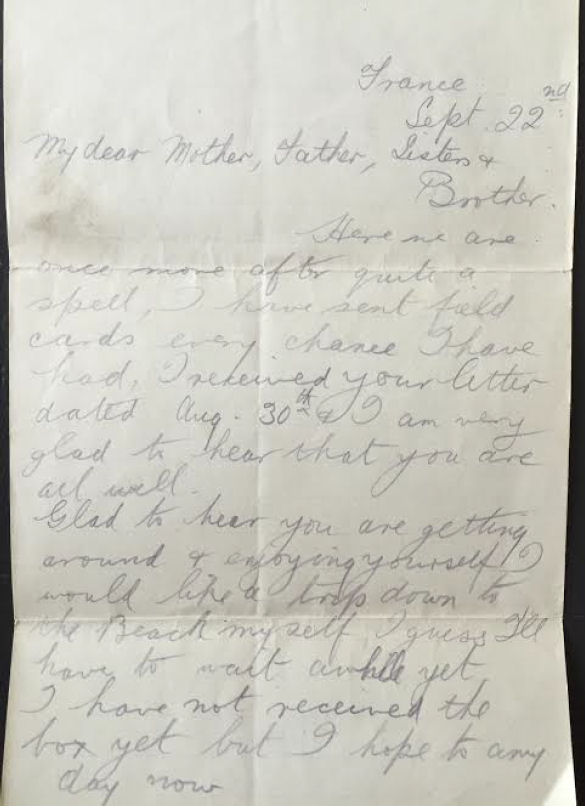 France
Sept. 22nd
My dear Mother, Father, Sisters &
Brother.
Here we are
once more after quite a
spell, I have sent field
cards every chance I have
had, I received your letter
dated Aug. 30th & I am very
glad to hear that you are
all well.
Glad to hear you are getting
around & enjoying yourself I
would like a trip down to
the Beach myself I guess I'll
have to wait awhile yet
I have not received the
box yet but I hope to any
day now